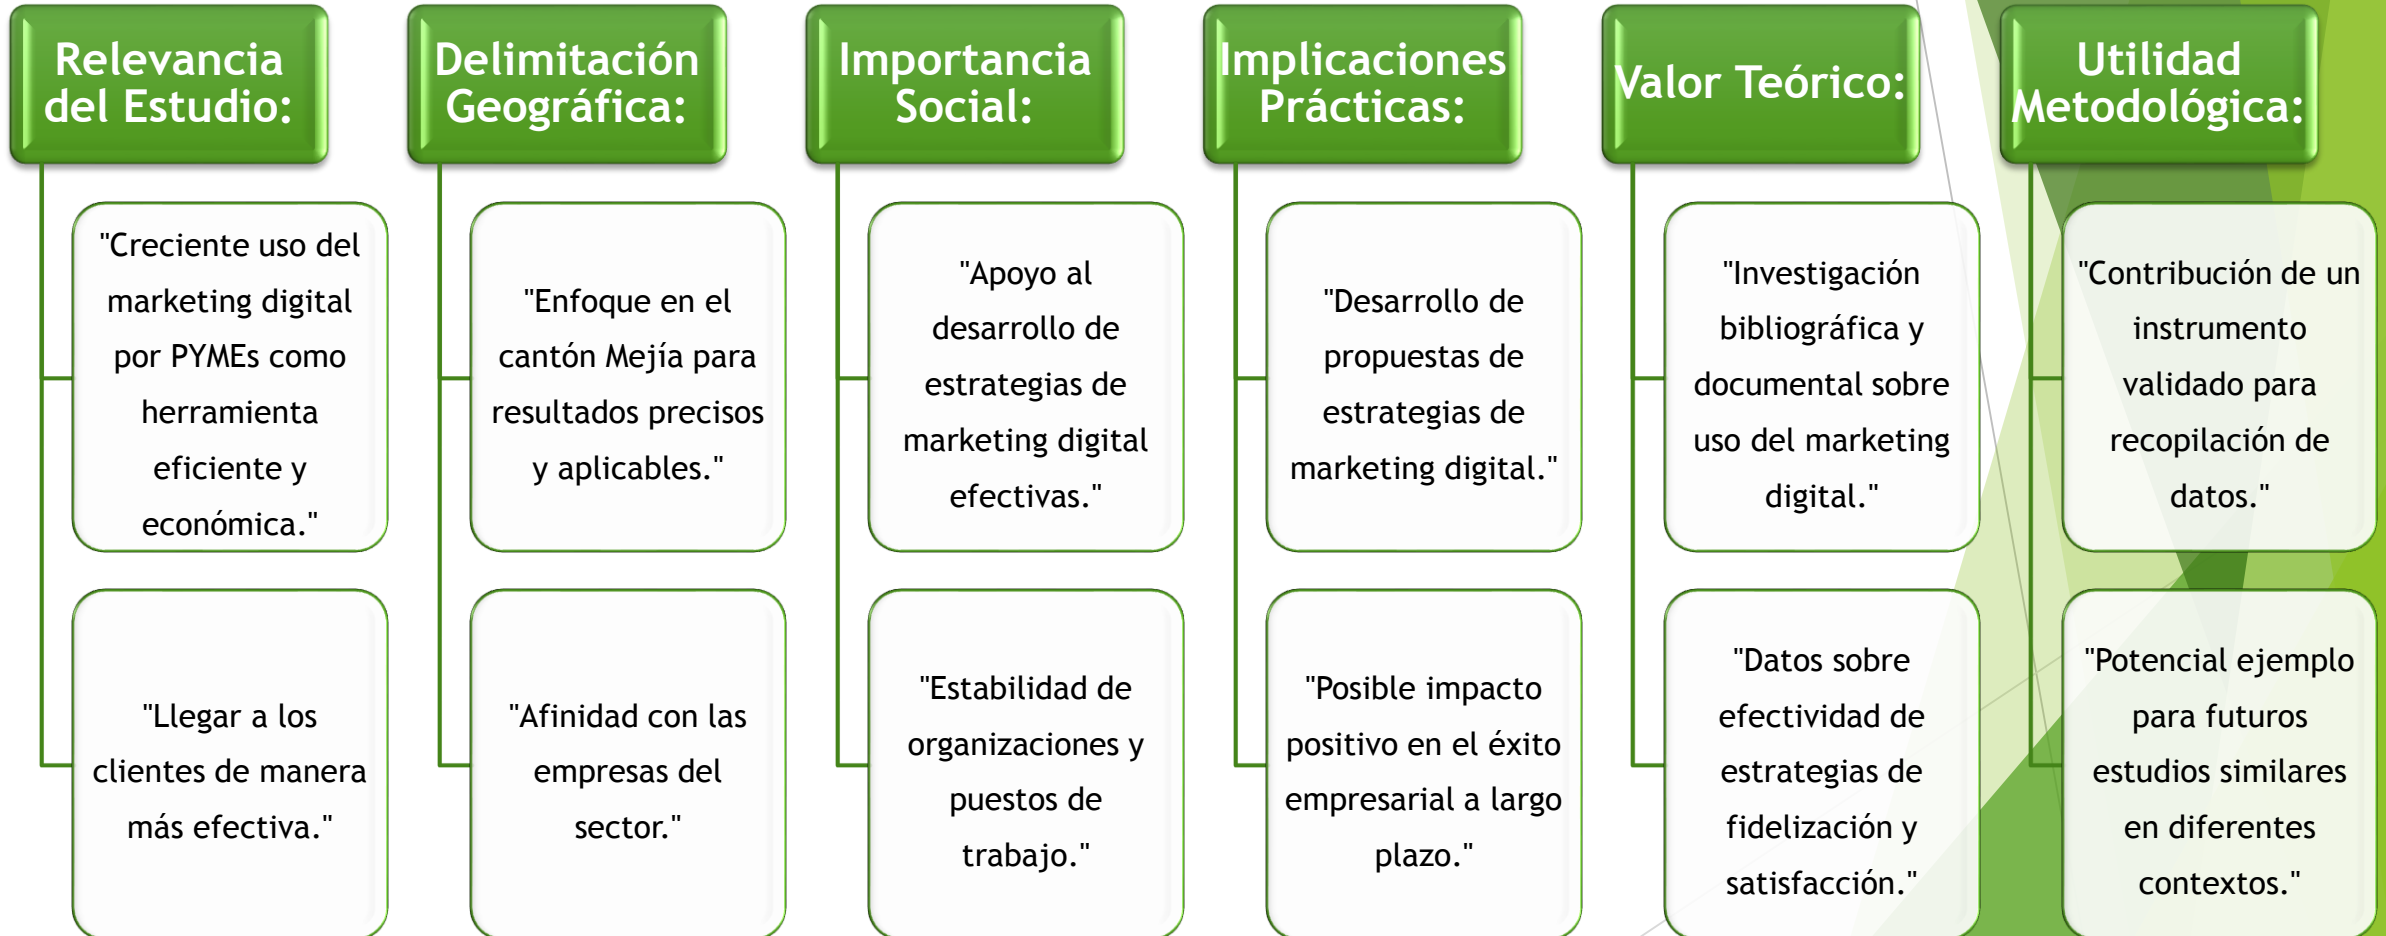 Relevancia
del Estudio:
"Creciente uso del
marketing digital
por PYMEs como
herramienta
eficiente y
económica."
"Llegar a los
clientes de manera
más efectiva."
Delimitación
Geográfica:
"Enfoque en el
cantón Mejía para
resultados precisos
y aplicables."
"Afinidad con las
empresas del
sector."
Importancia
Social:
"Apoyo al
desarrollo de
estrategias de
marketing digital
efectivas."
"Estabilidad de
organizaciones y
puestos de
trabajo."
Implicaciones
Prácticas:
"Desarrollo de
propuestas de
estrategias de
marketing digital."
"Posible impacto
positivo en el éxito
empresarial a largo
plazo."
Valor Teórico:
"Investigación
bibliográfica y
documental sobre
uso del marketing
digital."
"Datos sobre
efectividad de
estrategias de
fidelización y
satisfacción."
Utilidad
Metodológica:
"Contribución de un
instrumento
validado para
recopilación de
datos."
"Potencial ejemplo
para futuros
estudios similares
en diferentes
contextos."